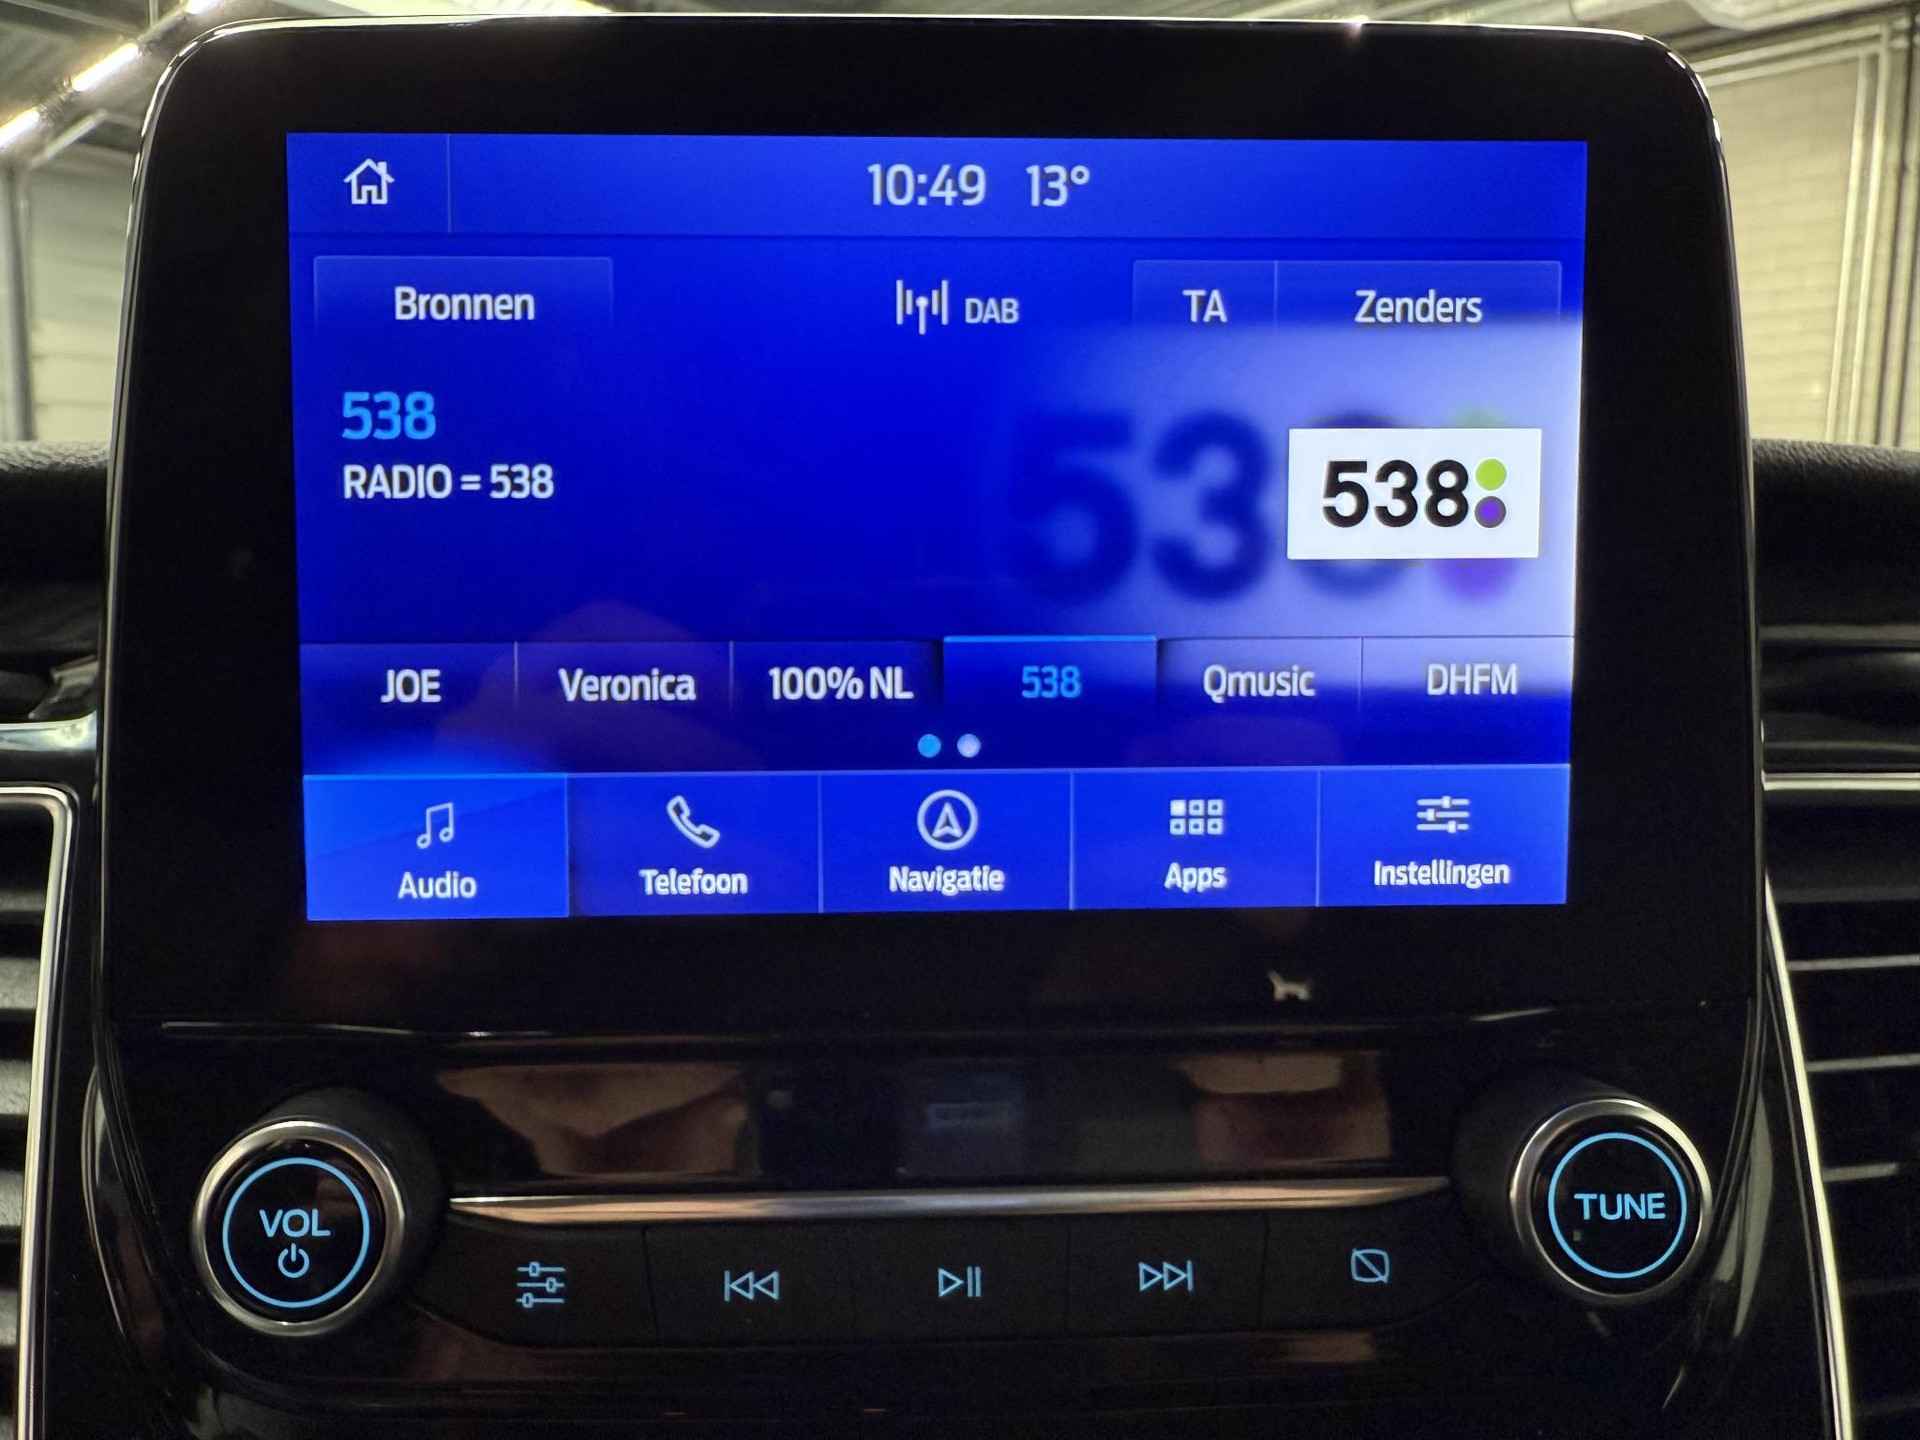 10:49 13°
Bronnen
DAB
TA
Zenders
538
RADIO = 538
538
538
JOE
Veronica
100% NL
538
Qmusic
DHFM
Audio
Telefoon
Navigatie
Apps
Instellingen
VOL
TUNE